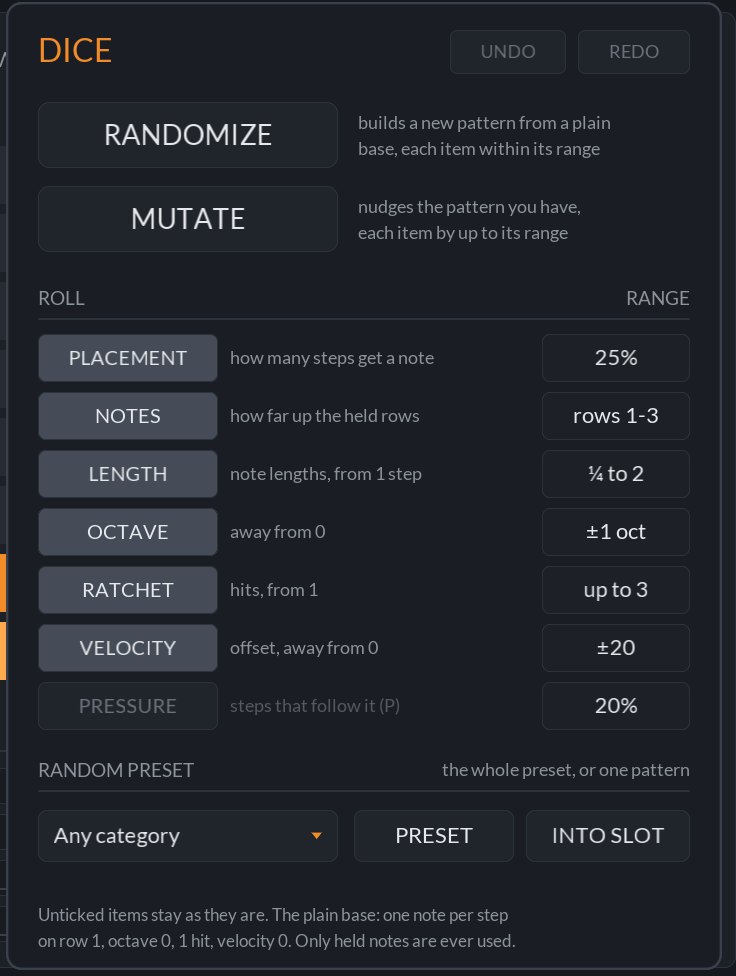 DICE
UNDO
REDO
RANDOMIZE
builds a new pattern from a plain
base, each item within its range
MUTATE
nudges the pattern you have,
each item by up to its range
ROLL
RANGE
PLACEMENT
how many steps get a note
25%
NOTES
how far up the held rows
rows 1-3
LENGTH
note lengths, from 1 step
¼ to 2
OCTAVE
away from 0
±1 oct
RATCHET
hits, from 1
up to 3
VELOCITY
offset, away from 0
±20
PRESSURE
steps that follow it (P)
20%
RANDOM PRESET
the whole preset, or one pattern
Any category
PRESET
INTO SLOT
Unticked items stay as they are. The plain base: one note per step
on row 1, octave 0, 1 hit, velocity 0. Only held notes are ever used.